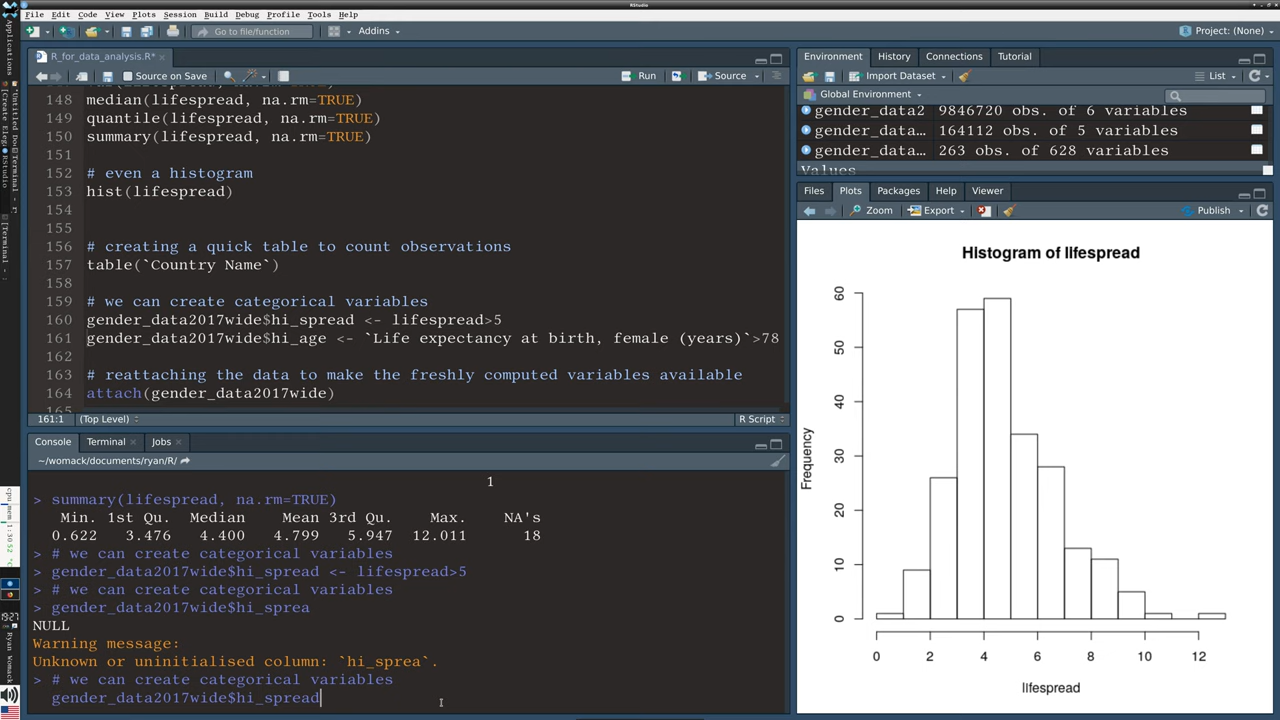 RStudio
File Edit Code View Plots Session Build Debug Profile Tools Help
Go to file/function Addins Project: (None)
R_for_data_analysis.R*
Source on Save Run Source
148 median(lifespread, na.rm=TRUE)
149 quantile(lifespread, na.rm=TRUE)
150 summary(lifespread, na.rm=TRUE)
151
152 # even a histogram
153 hist(lifespread)
154
155
156 # creating a quick table to count observations
157 table(`Country Name`)
158
159 # we can create categorical variables
160 gender_data2017wide$hi_spread <- lifespread>5
161 gender_data2017wide$hi_age <- `Life expectancy at birth, female (years)`>78
162
163 # reattaching the data to make the freshly computed variables available
164 attach(gender_data2017wide)
165
161:1 (Top Level) R Script
Console Terminal Jobs
~/womack/documents/ryan/R/
1
> summary(lifespread, na.rm=TRUE)
Min. 1st Qu. Median Mean 3rd Qu. Max. NA's
0.622 3.476 4.400 4.799 5.947 12.011 18
> # we can create categorical variables
> gender_data2017wide$hi_spread <- lifespread>5
> # we can create categorical variables
> gender_data2017wide$hi_sprea
NULL
Warning message:
Unknown or uninitialised column: `hi_sprea`.
> # we can create categorical variables
gender_data2017wide$hi_spread
Environment History Connections Tutorial
Import Dataset List
Global Environment
gender_data2 9846720 obs. of 6 variables
gender_data… 164112 obs. of 5 variables
gender_data… 263 obs. of 628 variables
Values
Files Plots Packages Help Viewer
Zoom Export Publish
Histogram of lifespread
Frequency
60
50
40
30
20
10
0
0 2 4 6 8 10 12
lifespread
Applications
RStudio
[Terminal -
Ryan Womack